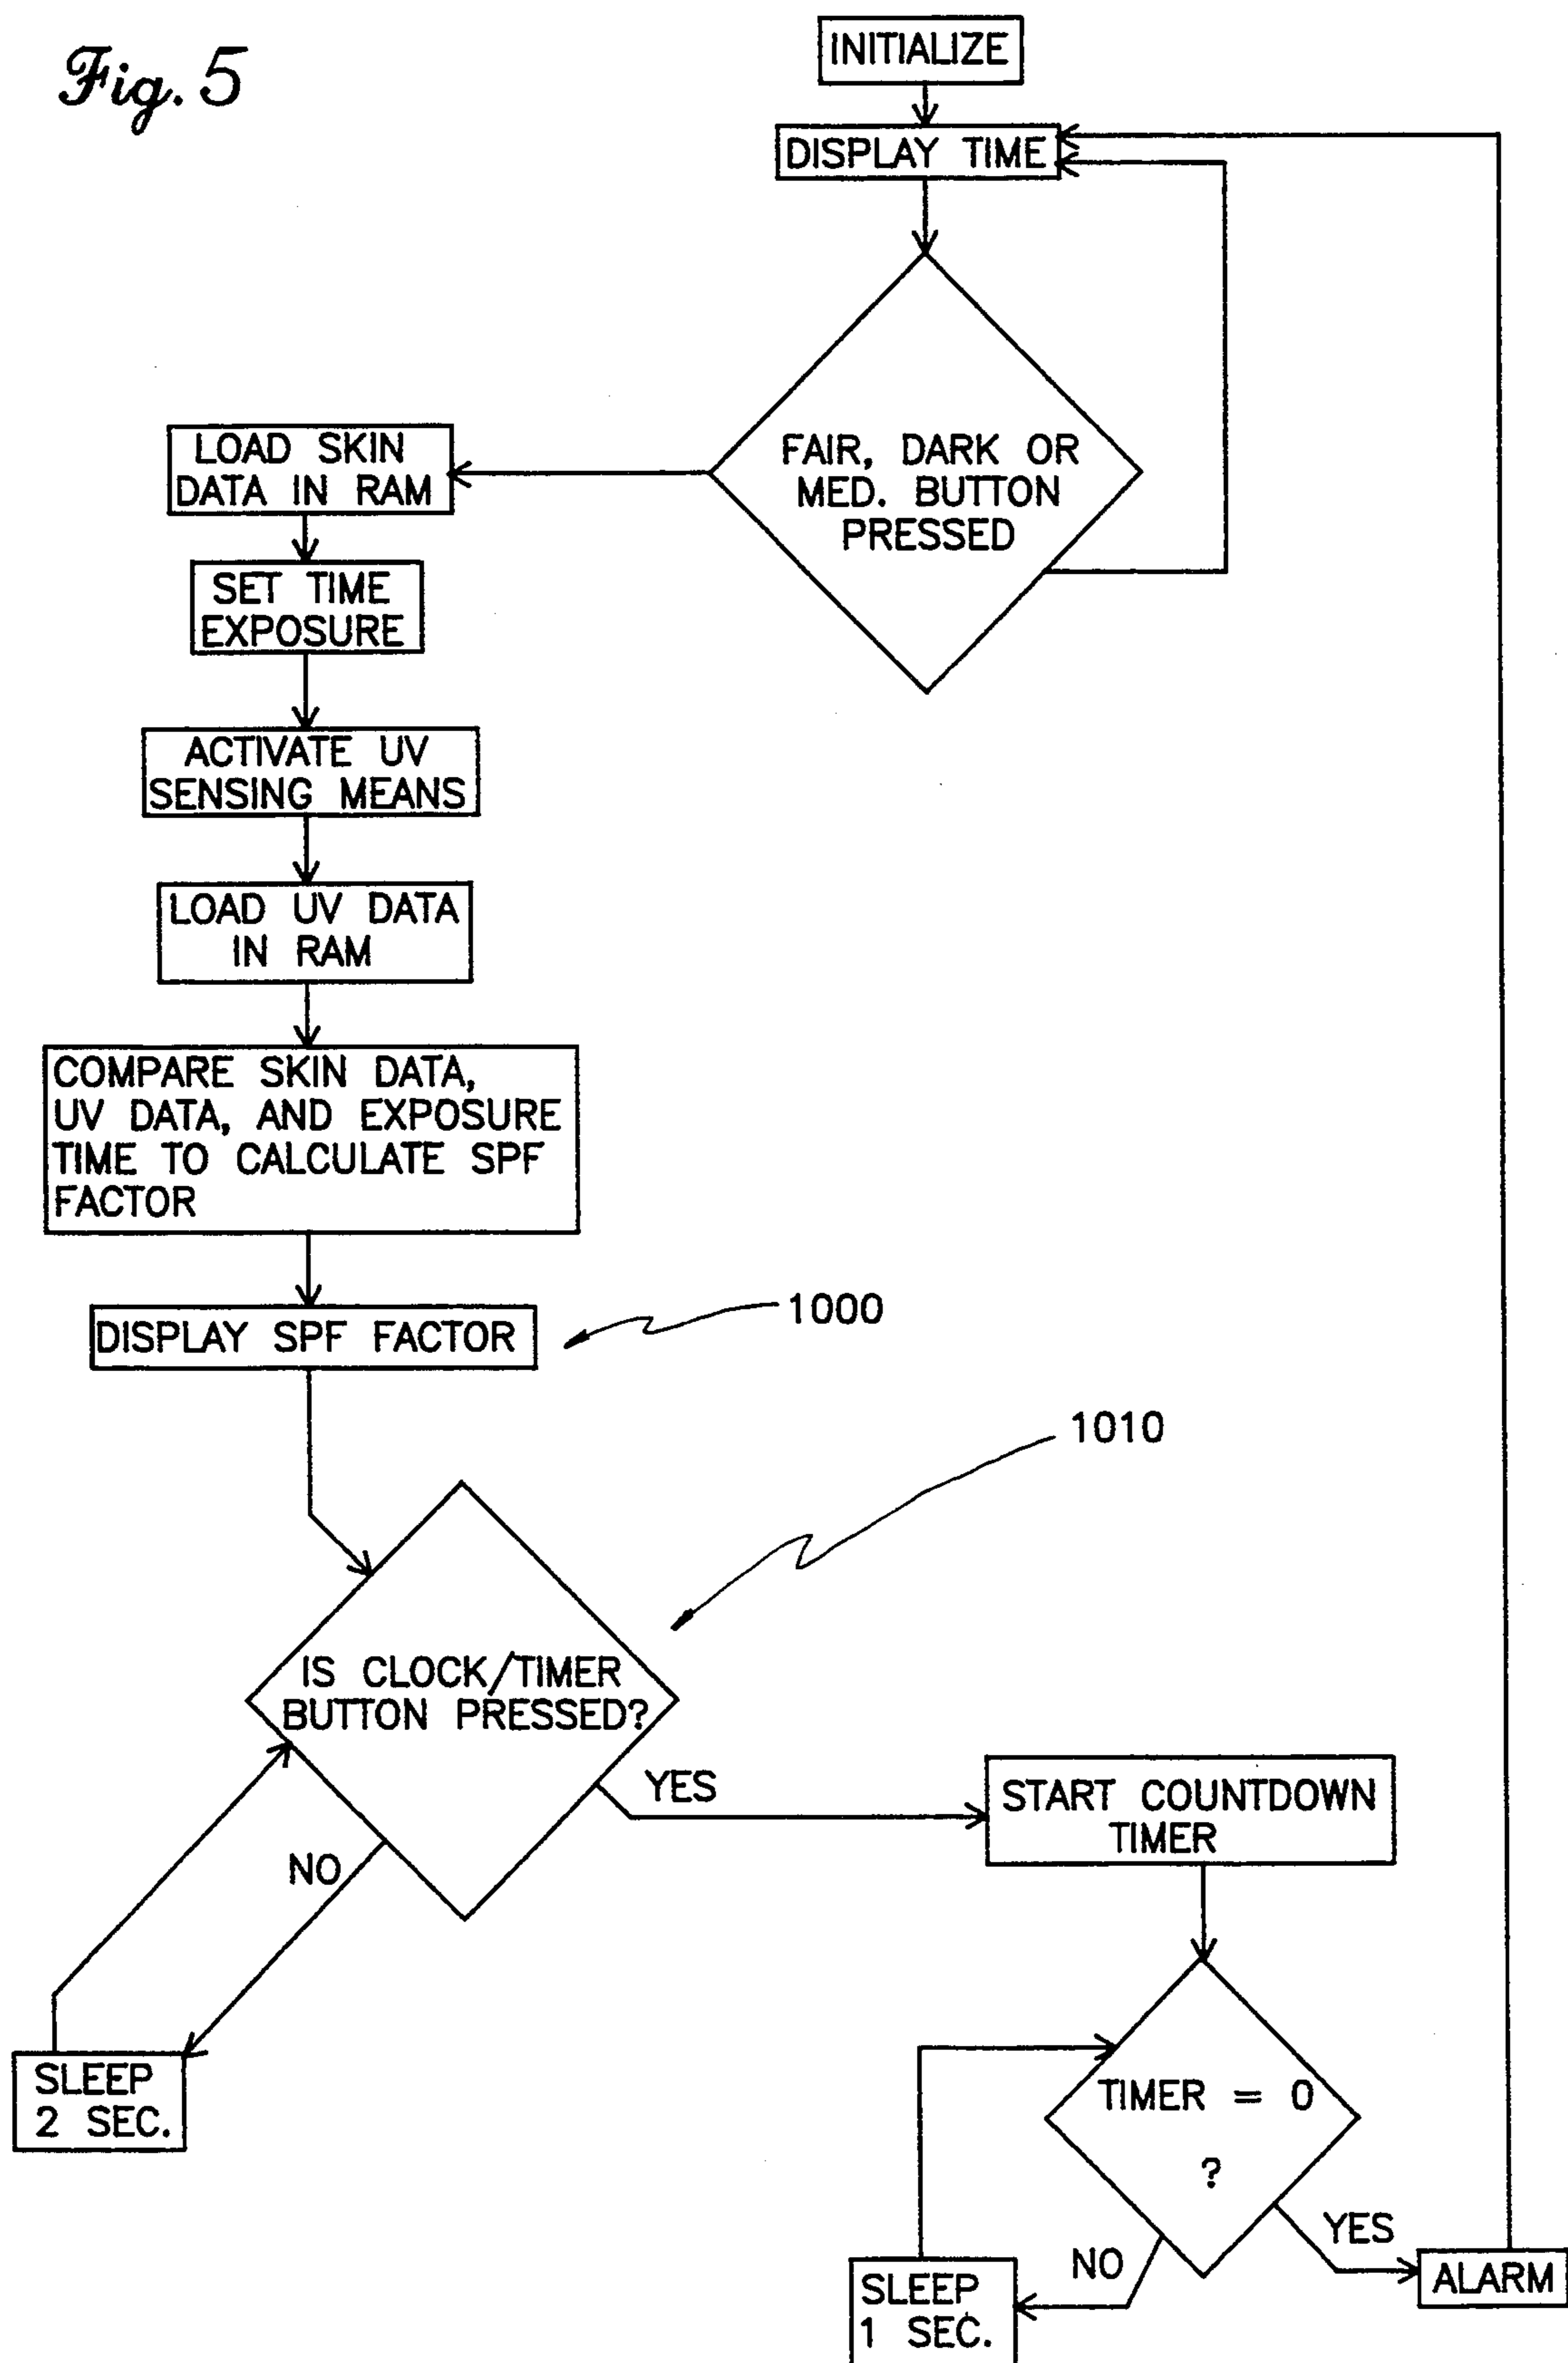 Fig. 5
INITIALIZE
DISPLAY TIME
FAIR, DARK OR
MED. BUTTON
PRESSED
LOAD SKIN
DATA IN RAM
SET TIME
EXPOSURE
ACTIVATE UV
SENSING MEANS
LOAD UV DATA
IN RAM
COMPARE SKIN DATA,
UV DATA, AND EXPOSURE
TIME TO CALCULATE SPF
FACTOR
DISPLAY SPF FACTOR
1000
1010
IS CLOCK/TIMER
BUTTON PRESSED?
YES
NO
SLEEP
2 SEC.
START COUNTDOWN
TIMER
TIMER = 0
?
NO
YES
SLEEP
1 SEC.
ALARM